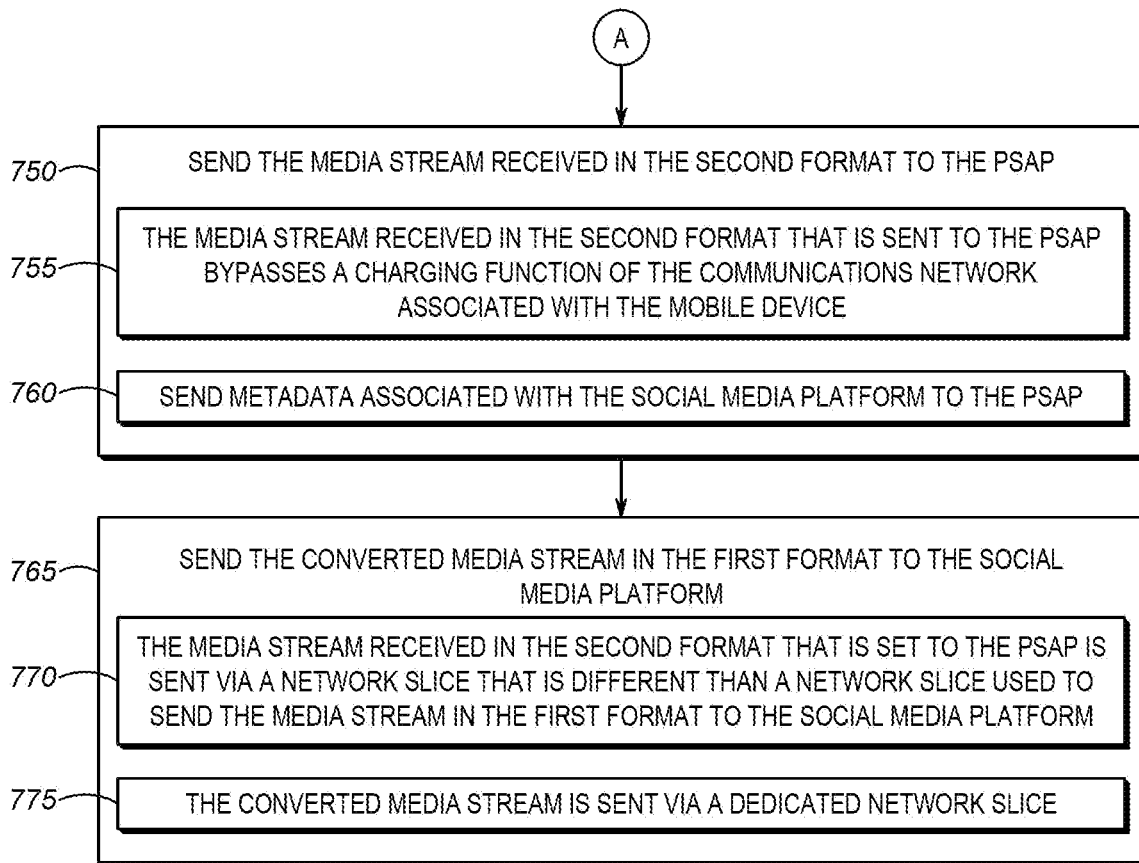 A
750
SEND THE MEDIA STREAM RECEIVED IN THE SECOND FORMAT TO THE PSAP
755
THE MEDIA STREAM RECEIVED IN THE SECOND FORMAT THAT IS SENT TO THE PSAP
BYPASSES A CHARGING FUNCTION OF THE COMMUNICATIONS NETWORK
ASSOCIATED WITH THE MOBILE DEVICE
760
SEND METADATA ASSOCIATED WITH THE SOCIAL MEDIA PLATFORM TO THE PSAP
765
SEND THE CONVERTED MEDIA STREAM IN THE FIRST FORMAT TO THE SOCIAL
MEDIA PLATFORM
770
THE MEDIA STREAM RECEIVED IN THE SECOND FORMAT THAT IS SET TO THE PSAP IS
SENT VIA A NETWORK SLICE THAT IS DIFFERENT THAN A NETWORK SLICE USED TO
SEND THE MEDIA STREAM IN THE FIRST FORMAT TO THE SOCIAL MEDIA PLATFORM
775
THE CONVERTED MEDIA STREAM IS SENT VIA A DEDICATED NETWORK SLICE